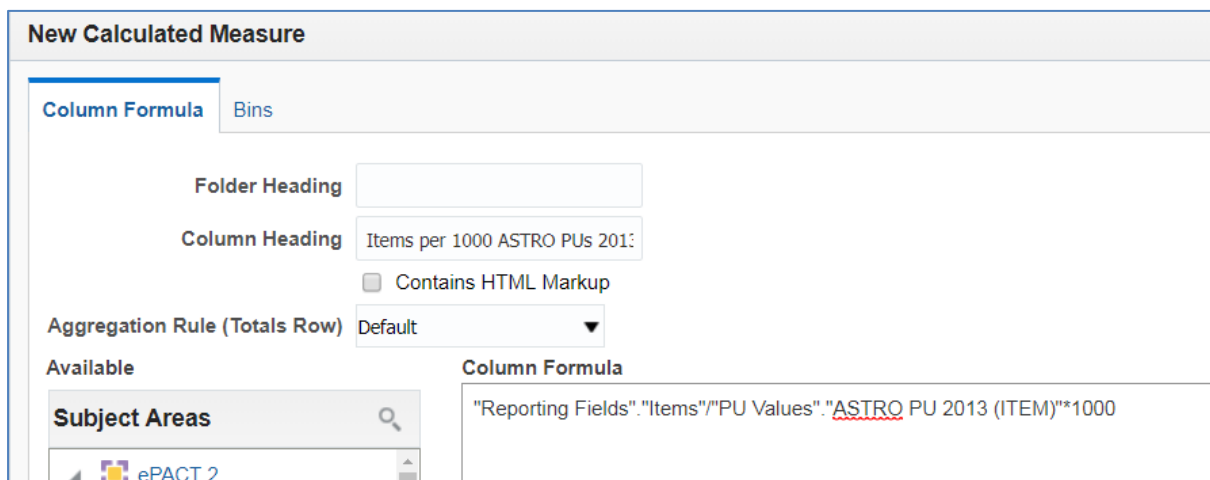 New Calculated Measure
Column Formula Bins
Folder Heading
Column Heading Items per 1000 ASTRO PUs 2013
Contains HTML Markup
Aggregation Rule (Totals Row) Default
Available Column Formula
Subject Areas "Reporting Fields"."Items"/"PU Values"."ASTRO PU 2013 (ITEM)"*1000
ePACT 2